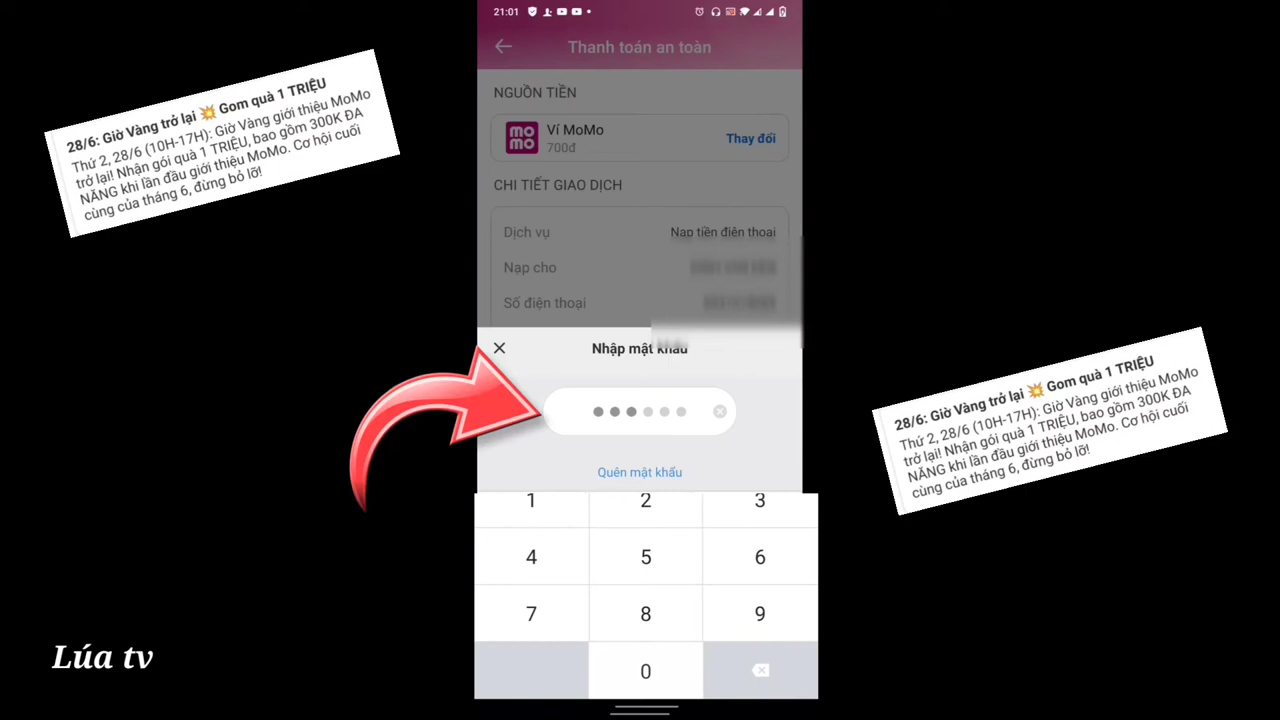 21:01
Thanh toán an toàn
28/6: Giờ Vàng trở lại 💥 Gom quà 1 TRIỆU
Thứ 2, 28/6 (10H-17H): Giờ Vàng giới thiệu MoMo
trở lại! Nhận gói quà 1 TRIỆU, bao gồm 300K ĐA
NĂNG khi lần đầu giới thiệu MoMo. Cơ hội cuối
cùng của tháng 6, đừng bỏ lỡ!
NGUỒN TIỀN
mo
mo
Ví MoMo
700đ
Thay đổi
CHI TIẾT GIAO DỊCH
Dịch vụ
Nạp tiền điện thoại
Nạp cho
Số điện thoại
Nhập mật khẩu
Quên mật khẩu
1 2 3
4 5 6
7 8 9
0
28/6: Giờ Vàng trở lại 💥 Gom quà 1 TRIỆU
Thứ 2, 28/6 (10H-17H): Giờ Vàng giới thiệu MoMo
trở lại! Nhận gói quà 1 TRIỆU, bao gồm 300K ĐA
NĂNG khi lần đầu giới thiệu MoMo. Cơ hội cuối
cùng của tháng 6, đừng bỏ lỡ!
Lúa tv